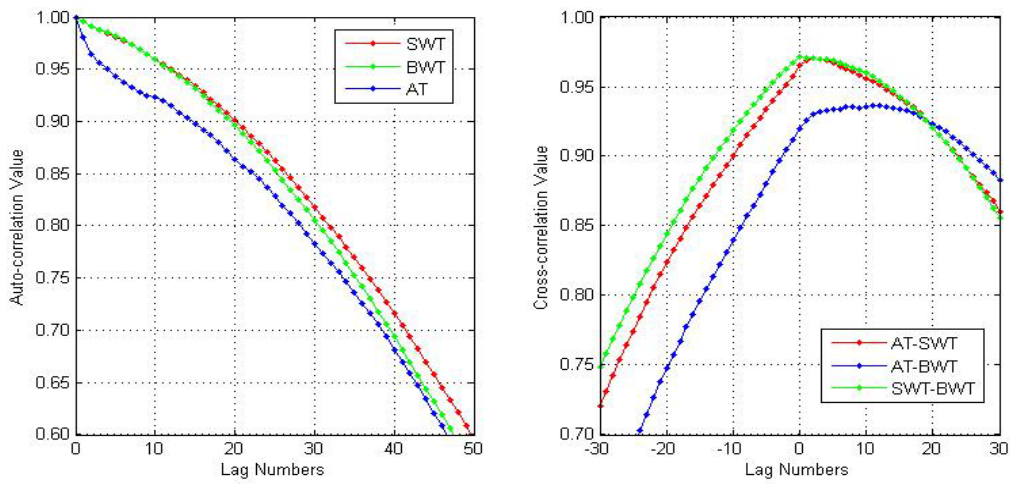 Auto-correlation Value
1.00
0.95
0.90
0.85
0.80
0.75
0.70
0.65
0.60
0
10
20
30
40
50
Lag Numbers
SWT
BWT
AT
Cross-correlation Value
1.00
0.95
0.90
0.85
0.80
0.75
0.70
-30
-20
-10
0
10
20
30
Lag Numbers
AT-SWT
AT-BWT
SWT-BWT